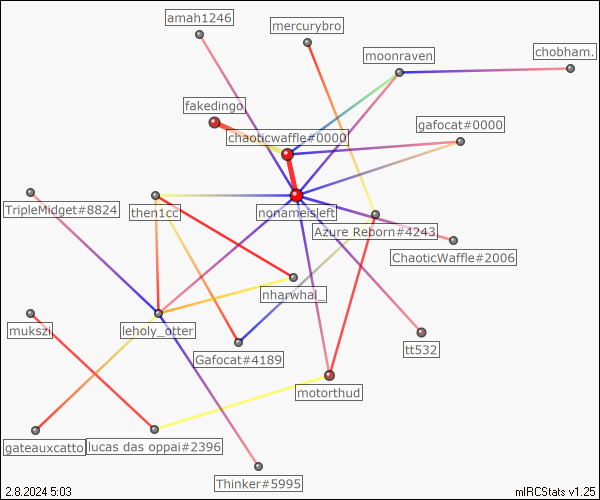 amah1246
mercurybro
moonraven
chobham.
fakedingo
chaoticwaffle#0000
gafocat#0000
TripleMidget#8824
then1cc
nonameisleft
Azure Reborn#4243
ChaoticWaffle#2006
nharwhal_
mukszi
leholy_otter
Gafocat#4189
tt532
motorthud
gateauxcatto
lucas das oppai#2396
Thinker#5995
2.8.2024 5:03
mIRCStats v1.25